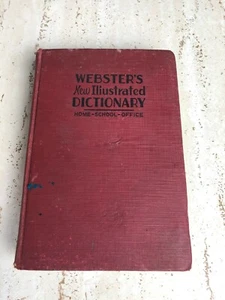 WEBSTER'S
New Illustrated
DICTIONARY
HOME-SCHOOL-OFFICE